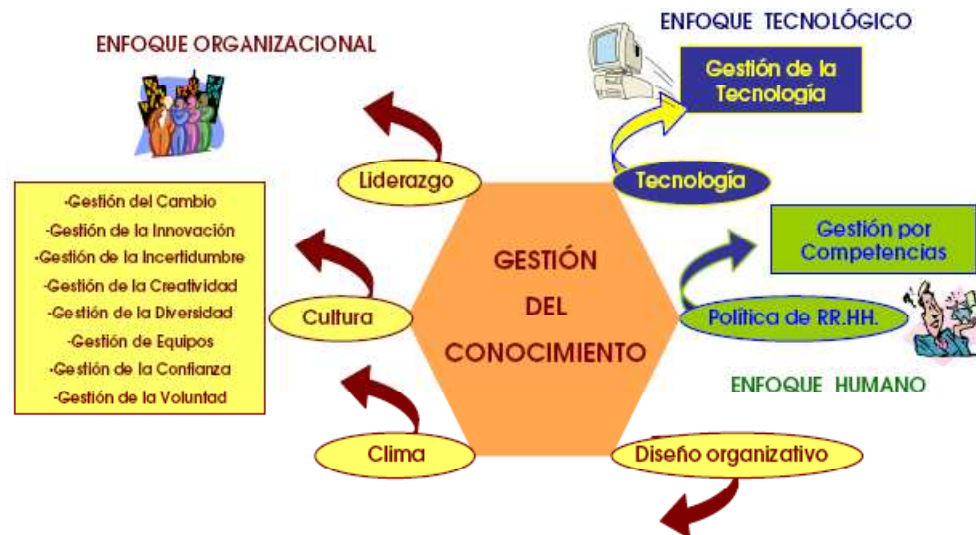 ENFOQUE ORGANIZACIONAL
ENFOQUE TECNOLÓGICO
Gestión de la
Tecnología
Liderazgo
Tecnología
-Gestión del Cambio
-Gestión de la Innovación
-Gestión de la Incertidumbre
-Gestión de la Creatividad
-Gestión de la Diversidad
-Gestión de Equipos
-Gestión de la Confianza
-Gestión de la Voluntad
Gestión por
Competencias
GESTIÓN
DEL
CONOCIMIENTO
Cultura
Política de RR.HH.
ENFOQUE HUMANO
Clima
Diseño organizativo